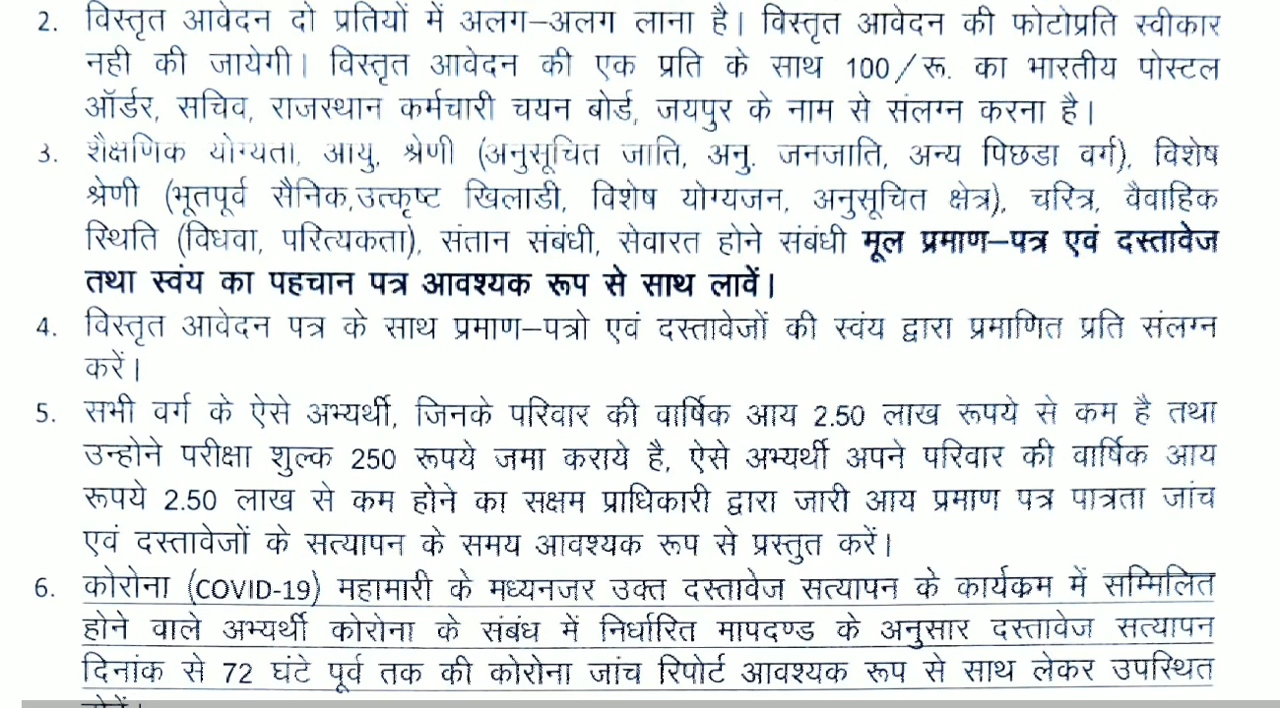 2. विस्तृत आवेदन दो प्रतियों में अलग–अलग लाना है। विस्तृत आवेदन की फोटोप्रति स्वीकार
नही की जायेगी। विस्तृत आवेदन की एक प्रति के साथ 100/रू. का भारतीय पोस्टल
ऑर्डर, सचिव, राजस्थान कर्मचारी चयन बोर्ड, जयपुर के नाम से संलग्न करना है।
3. शैक्षणिक योग्यता, आयु, श्रेणी (अनुसूचित जाति, अनु. जनजाति, अन्य पिछडा वर्ग), विशेष
श्रेणी (भूतपूर्व सैनिक,उत्कृष्ट खिलाडी, विशेष योग्यजन, अनुसूचित क्षेत्र), चरित्र, वैवाहिक
स्थिति (विधवा, परित्यकता), संतान संबंधी, सेवारत होने संबंधी मूल प्रमाण–पत्र एवं दस्तावेज
तथा स्वंय का पहचान पत्र आवश्यक रूप से साथ लावें।
4. विस्तृत आवेदन पत्र के साथ प्रमाण–पत्रो एवं दस्तावेजों की स्वंय द्वारा प्रमाणित प्रति संलग्न
करें।
5. सभी वर्ग के ऐसे अभ्यर्थी, जिनके परिवार की वार्षिक आय 2.50 लाख रूपये से कम है तथा
उन्होने परीक्षा शुल्क 250 रूपये जमा कराये है, ऐसे अभ्यर्थी अपने परिवार की वार्षिक आय
रूपये 2.50 लाख से कम होने का सक्षम प्राधिकारी द्वारा जारी आय प्रमाण पत्र पात्रता जांच
एवं दस्तावेजों के सत्यापन के समय आवश्यक रूप से प्रस्तुत करें।
6. कोरोना (COVID-19) महामारी के मध्यनजर उक्त दस्तावेज सत्यापन के कार्यकम में सम्मिलित
होने वाले अभ्यर्थी कोरोना के संबंध में निर्धारित मापदण्ड के अनुसार दस्तावेज सत्यापन
दिनांक से 72 घंटे पूर्व तक की कोरोना जांच रिपोर्ट आवश्यक रूप से साथ लेकर उपस्थित